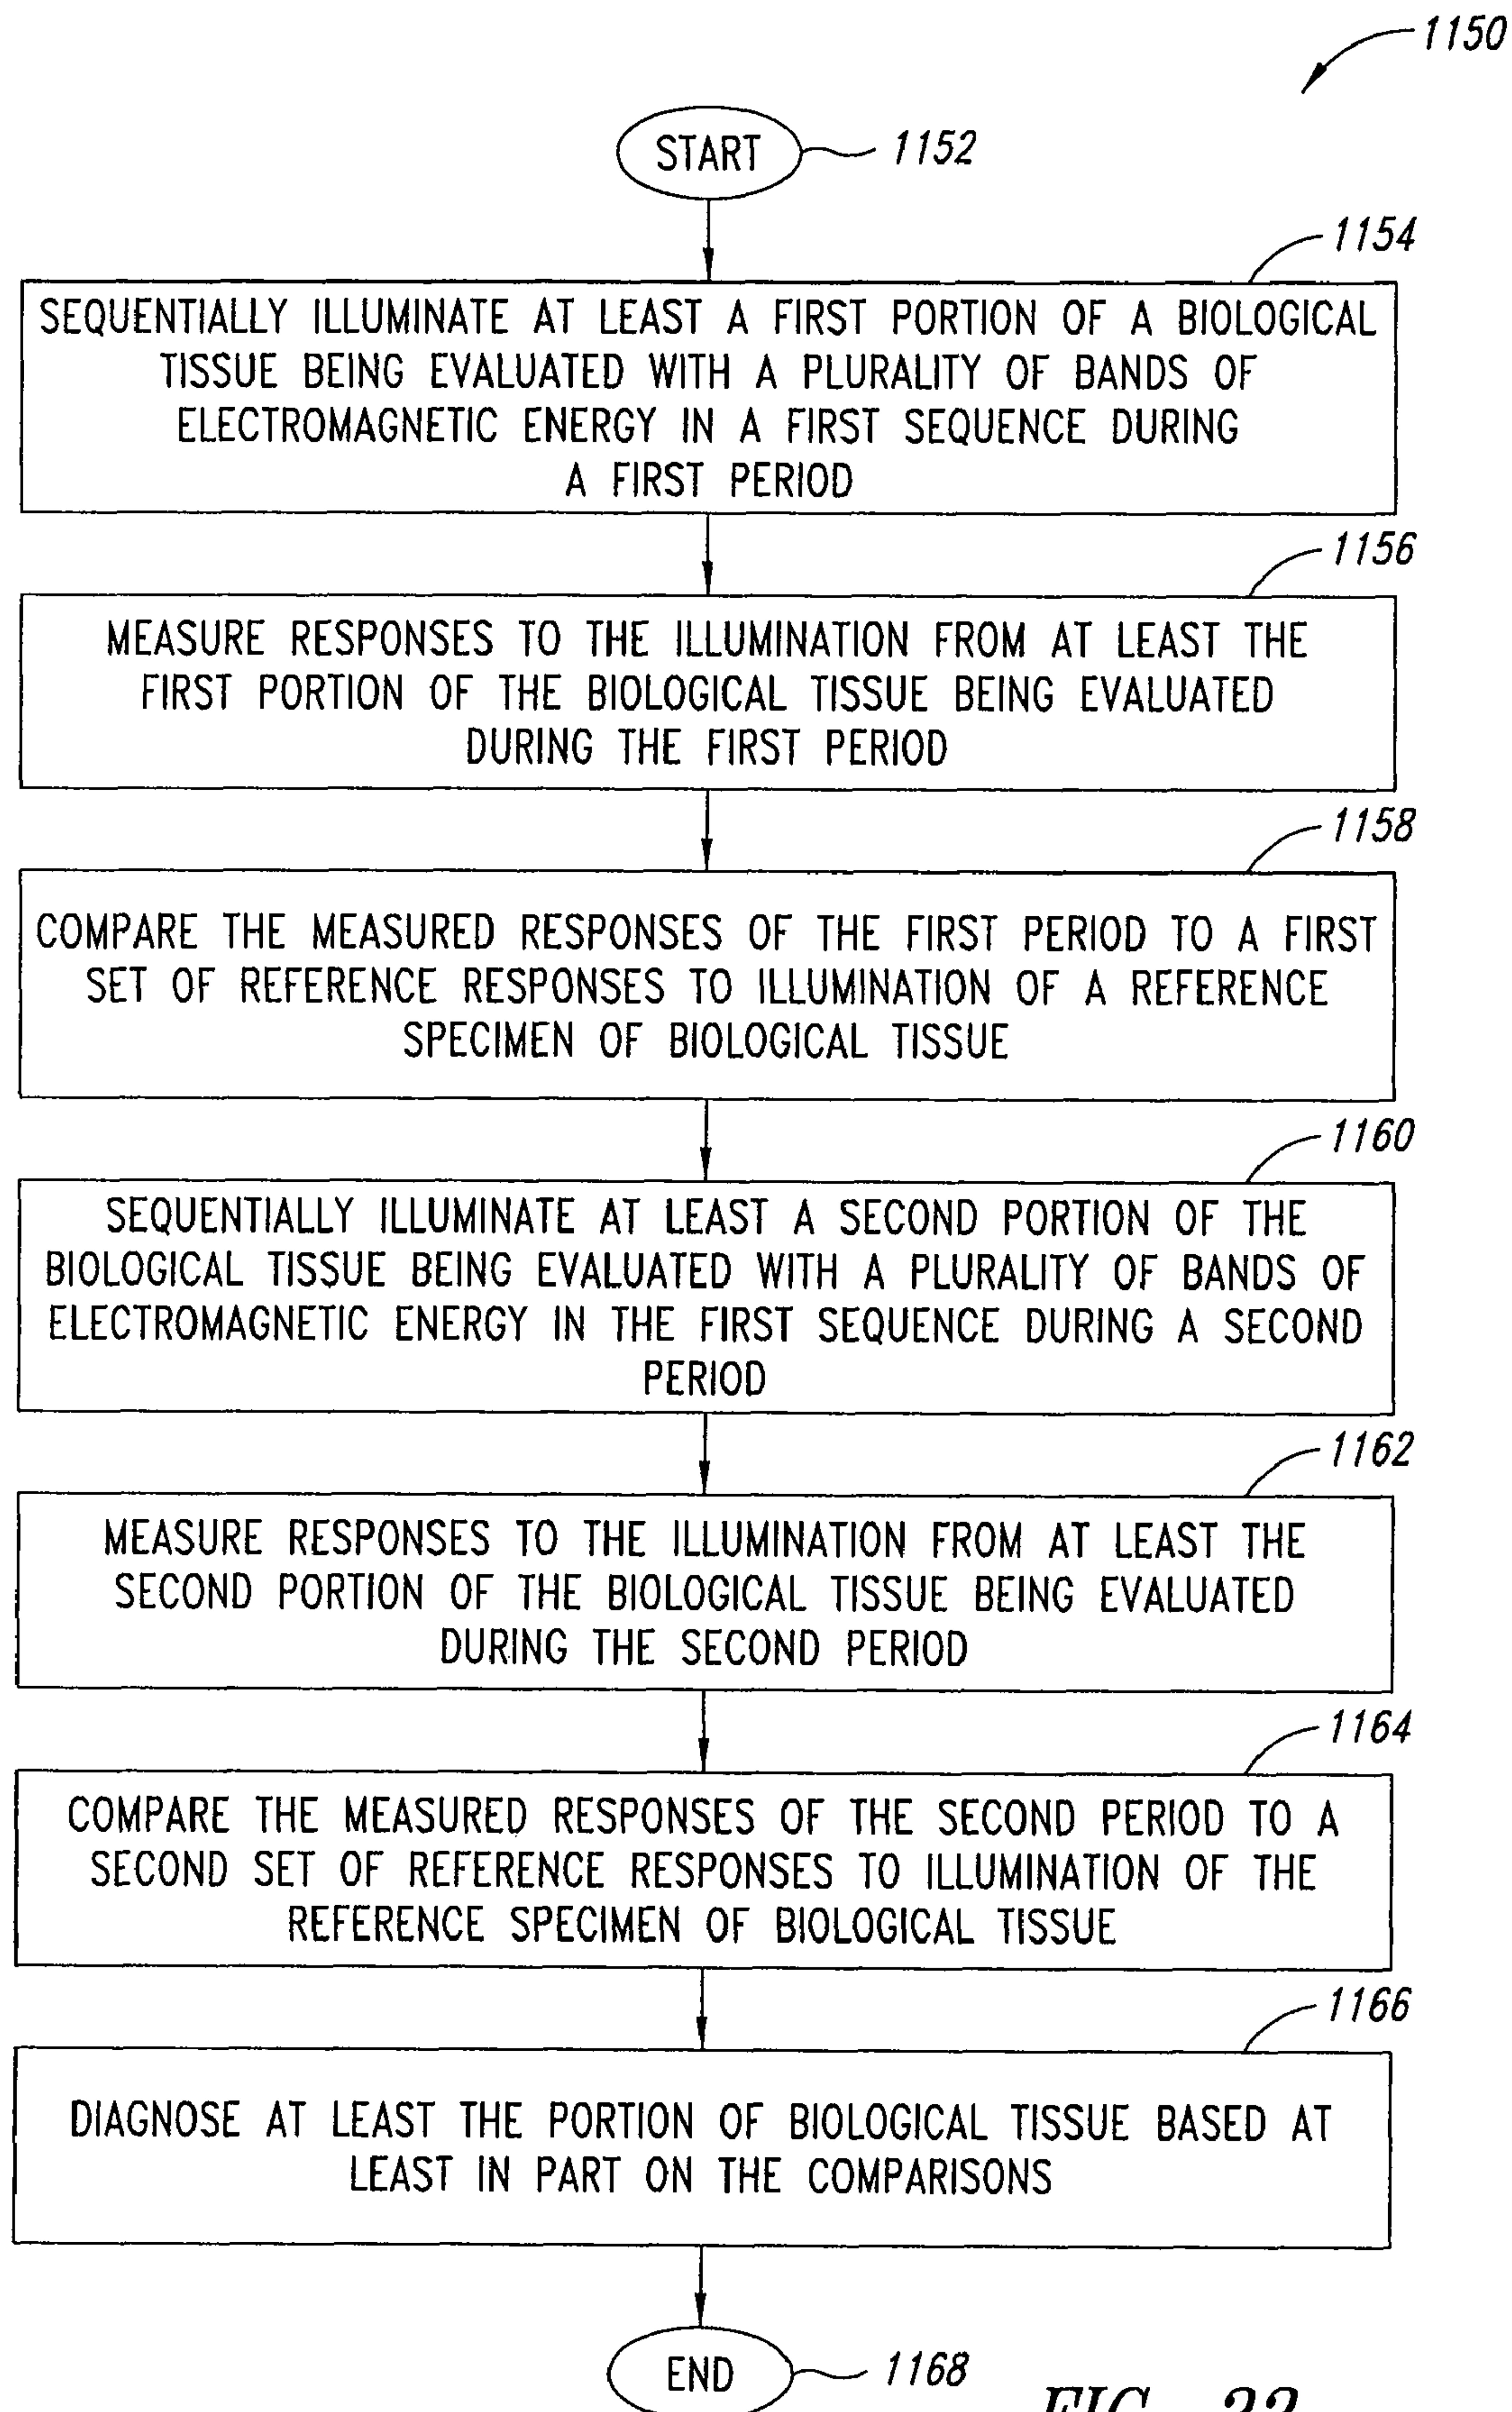 1150
START 1152
1154
SEQUENTIALLY ILLUMINATE AT LEAST A FIRST PORTION OF A BIOLOGICAL
TISSUE BEING EVALUATED WITH A PLURALITY OF BANDS OF
ELECTROMAGNETIC ENERGY IN A FIRST SEQUENCE DURING
A FIRST PERIOD
1156
MEASURE RESPONSES TO THE ILLUMINATION FROM AT LEAST THE
FIRST PORTION OF THE BIOLOGICAL TISSUE BEING EVALUATED
DURING THE FIRST PERIOD
1158
COMPARE THE MEASURED RESPONSES OF THE FIRST PERIOD TO A FIRST
SET OF REFERENCE RESPONSES TO ILLUMINATION OF A REFERENCE
SPECIMEN OF BIOLOGICAL TISSUE
1160
SEQUENTIALLY ILLUMINATE AT LEAST A SECOND PORTION OF THE
BIOLOGICAL TISSUE BEING EVALUATED WITH A PLURALITY OF BANDS OF
ELECTROMAGNETIC ENERGY IN THE FIRST SEQUENCE DURING A SECOND
PERIOD
1162
MEASURE RESPONSES TO THE ILLUMINATION FROM AT LEAST THE
SECOND PORTION OF THE BIOLOGICAL TISSUE BEING EVALUATED
DURING THE SECOND PERIOD
1164
COMPARE THE MEASURED RESPONSES OF THE SECOND PERIOD TO A
SECOND SET OF REFERENCE RESPONSES TO ILLUMINATION OF THE
REFERENCE SPECIMEN OF BIOLOGICAL TISSUE
1166
DIAGNOSE AT LEAST THE PORTION OF BIOLOGICAL TISSUE BASED AT
LEAST IN PART ON THE COMPARISONS
END 1168
FIG.